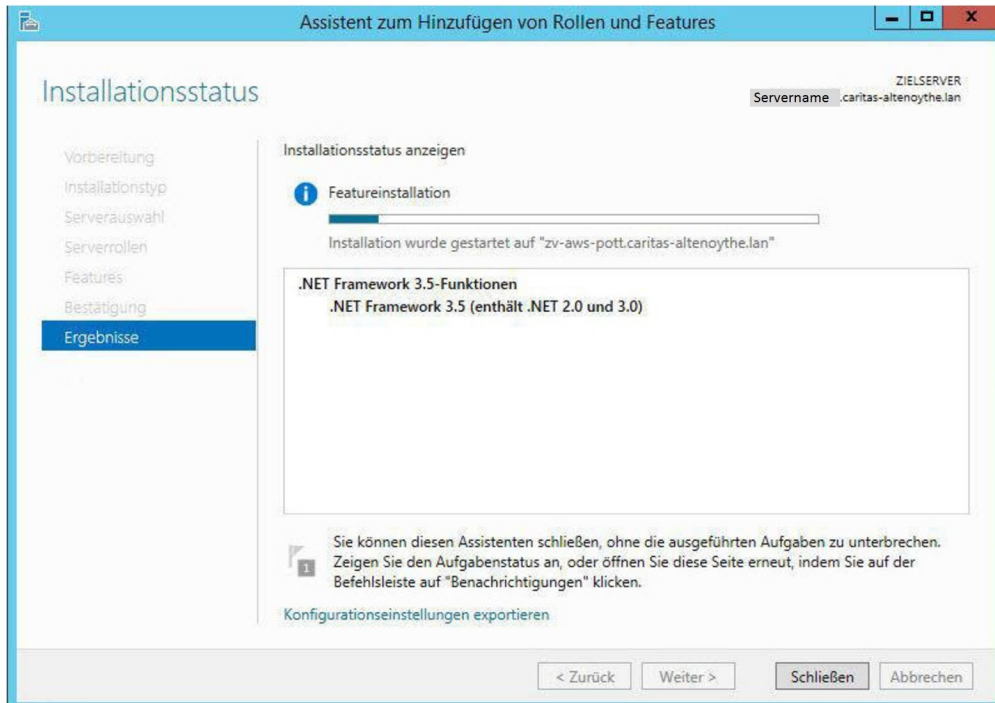 Assistent zum Hinzufügen von Rollen und Features
Installationsstatus
ZIELSERVER
Servername .caritas-altenoythe.lan
Vorbereitung
Installationstyp
Serverauswahl
Serverrollen
Features
Bestätigung
Ergebnisse
Installationsstatus anzeigen
Featureinstallation
Installation wurde gestartet auf "zv-aws-pott.caritas-altenoythe.lan"
.NET Framework 3.5-Funktionen
.NET Framework 3.5 (enthält .NET 2.0 und 3.0)
1
Sie können diesen Assistenten schließen, ohne die ausgeführten Aufgaben zu unterbrechen.
Zeigen Sie den Aufgabenstatus an, oder öffnen Sie diese Seite erneut, indem Sie auf der
Befehlsleiste auf "Benachrichtigungen" klicken.
Konfigurationseinstellungen exportieren
< Zurück
Weiter >
Schließen
Abbrechen